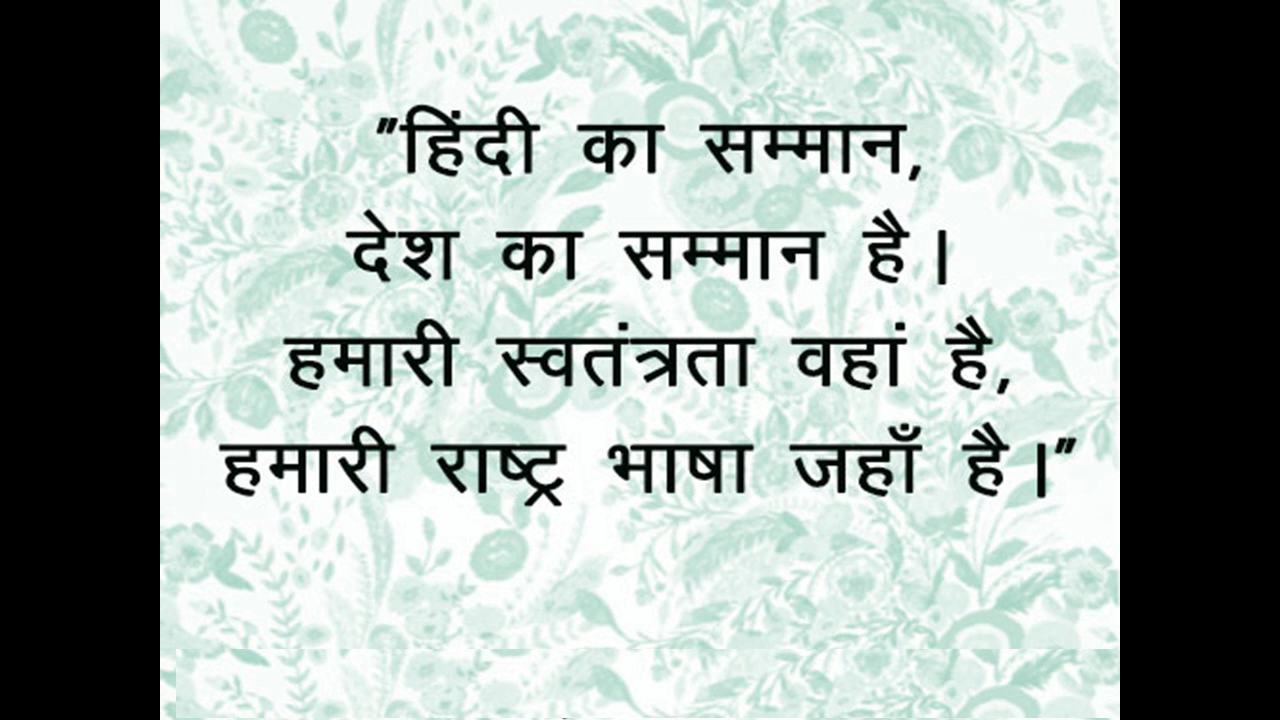 "हिंदी का सम्मान,
देश का सम्मान है।
हमारी स्वतंत्रता वहां है,
हमारी राष्ट्र भाषा जहाँ है।"